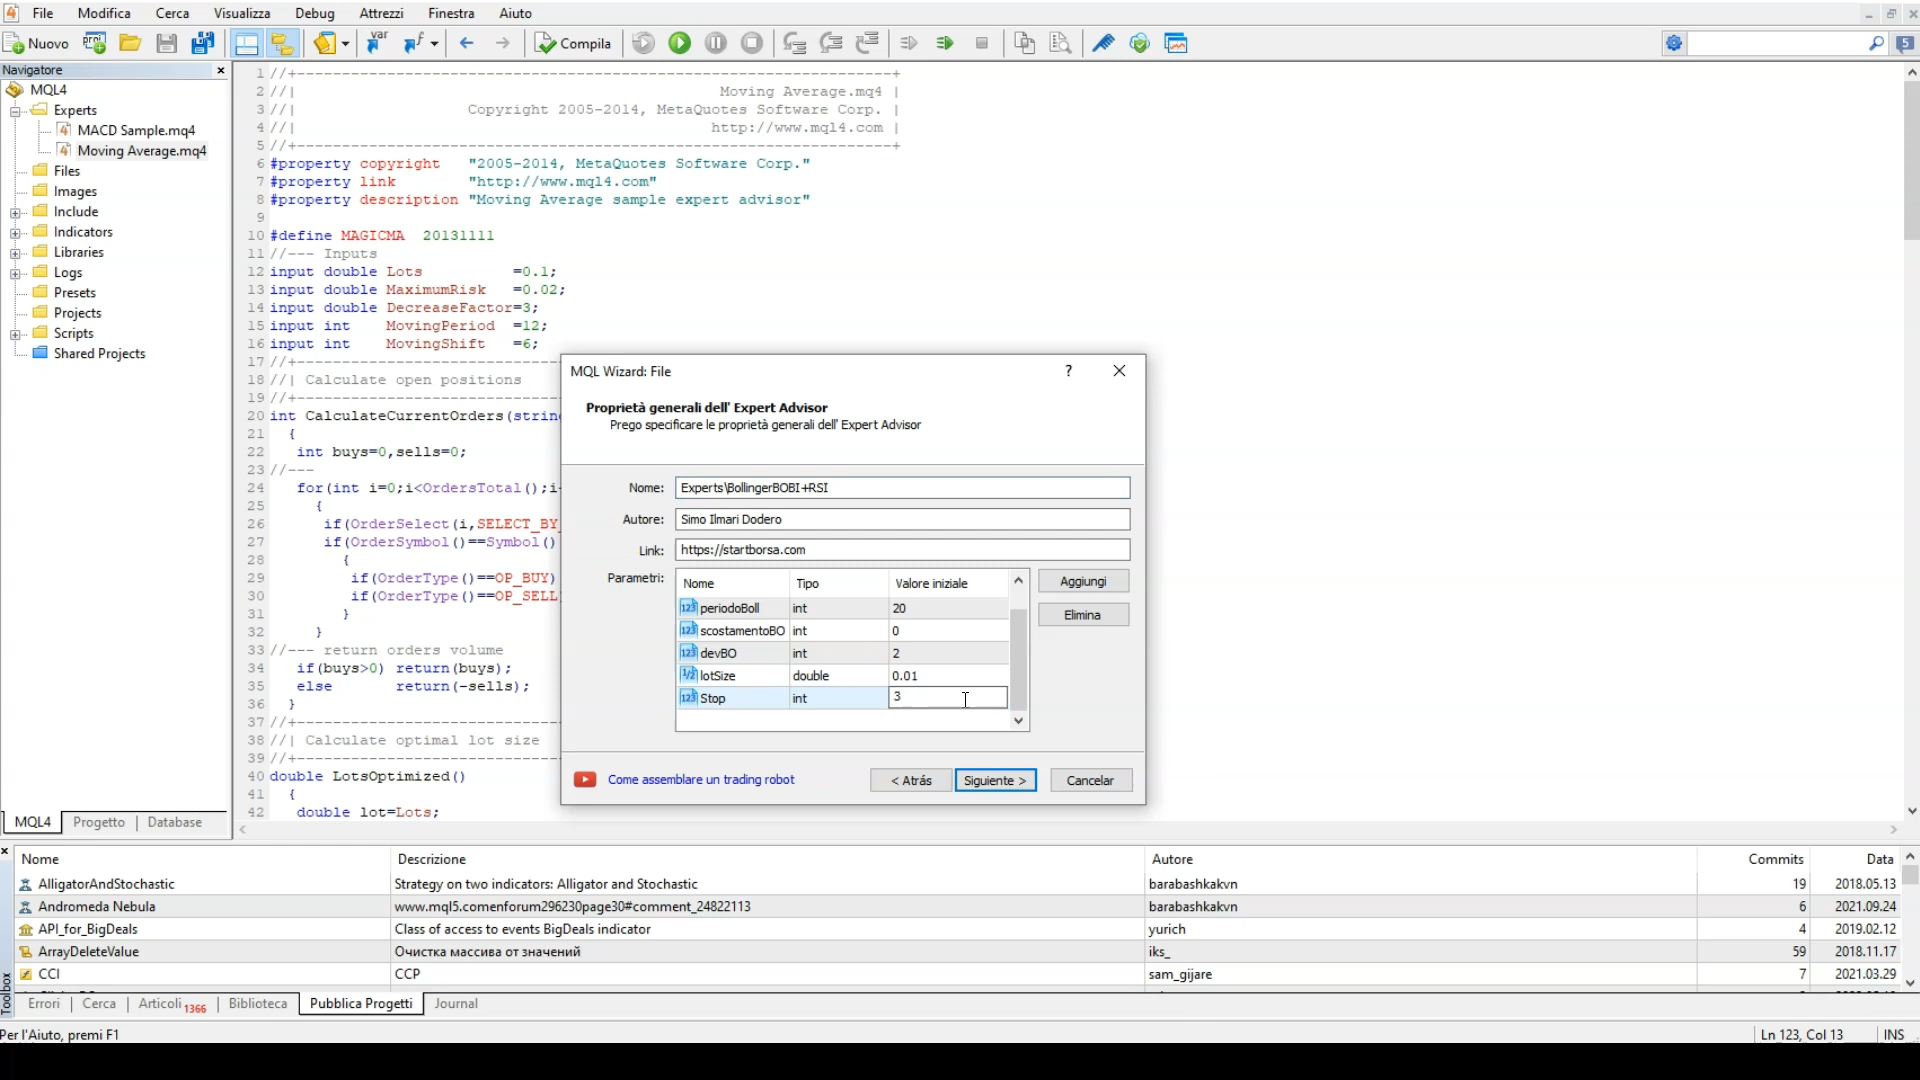 File Modifica Cerca Visualizza Debug Attrezzi Finestra Aiuto
Nuovo Compila 5
Navigatore
MQL4
Experts
MACD Sample.mq4
Moving Average.mq4
Files
Images
Include
Indicators
Libraries
Logs
Presets
Projects
Scripts
Shared Projects
MQL4 Progetto Database
1 //+------------------------------------------------------------------+
2 //| Moving Average.mq4 |
3 //| Copyright 2005-2014, MetaQuotes Software Corp. |
4 //| http://www.mql4.com |
5 //+------------------------------------------------------------------+
6 #property copyright "2005-2014, MetaQuotes Software Corp."
7 #property link "http://www.mql4.com"
8 #property description "Moving Average sample expert advisor"
9
10 #define MAGICMA 20131111
11 //--- Inputs
12 input double Lots =0.1;
13 input double MaximumRisk =0.02;
14 input double DecreaseFactor=3;
15 input int MovingPeriod =12;
16 input int MovingShift =6;
17 //+--------------------------------
18 //| Calculate open positions
19 //+--------------------------------
20 int CalculateCurrentOrders(string
21 {
22 int buys=0,sells=0;
23 //---
24 for(int i=0;i<OrdersTotal();i
25 {
26 if(OrderSelect(i,SELECT_BY_
27 if(OrderSymbol()==Symbol()
28 {
29 if(OrderType()==OP_BUY)
30 if(OrderType()==OP_SELL
31 }
32 }
33 //--- return orders volume
34 if(buys>0) return(buys);
35 else return(-sells);
36 }
37 //+--------------------------------
38 //| Calculate optimal lot size
39 //+--------------------------------
40 double LotsOptimized()
41 {
42 double lot=Lots;
MQL Wizard: File ?
Proprietà generali dell' Expert Advisor
Prego specificare le proprietà generali dell' Expert Advisor
Nome: Experts\BollingerBOBI+RSI
Autore: Simo Ilmari Dodero
Link: https://startborsa.com
Parametri: Nome Tipo Valore iniziale Aggiungi
123 periodoBoll int 20 Elimina
123 scostamentoBO int 0
123 devBO int 2
1/2 lotSize double 0.01
123 Stop int 3
Come assemblare un trading robot < Atrás Siguiente > Cancelar
Nome Descrizione Autore Commits Data
AlligatorAndStochastic Strategy on two indicators: Alligator and Stochastic barabashkakvn 19 2018.05.13
Andromeda Nebula www.mql5.comenforum296230page30#comment_24822113 barabashkakvn 6 2021.09.24
API_for_BigDeals Class of access to events BigDeals indicator yurich 4 2019.02.12
ArrayDeleteValue Очистка массива от значений iks_ 59 2018.11.17
CCI CCP sam_gijare 7 2021.03.29
Toolbox
Errori Cerca Articoli 1366 Biblioteca Pubblica Progetti Journal
Per l'Aiuto, premi F1 Ln 123, Col 13 INS